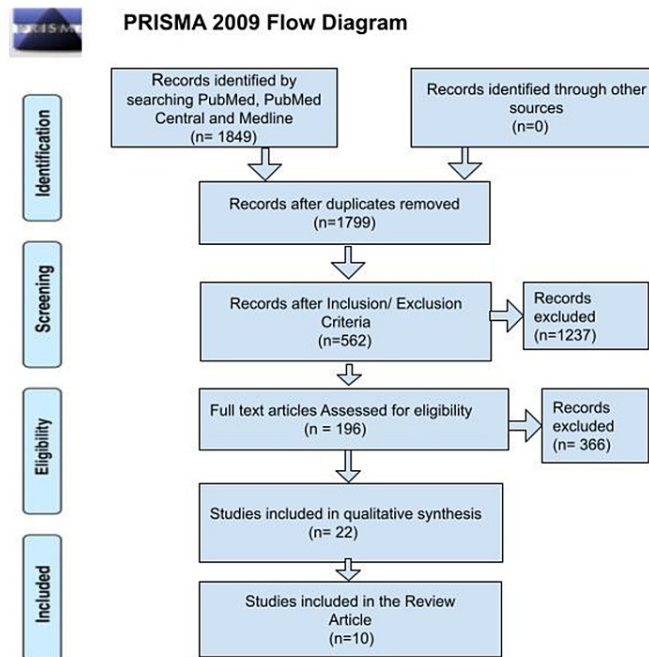 PRISMA
PRISMA 2009 Flow Diagram
Records identified by
searching PubMed, PubMed
Central and Medline
(n= 1849)
Records identified through other
sources
(n=0)
Identification
Records after duplicates removed
(n=1799)
Screening
Records after Inclusion/ Exclusion
Criteria
(n=562)
Records
excluded
(n=1237)
Eligibility
Full text articles Assessed for eligibility
(n = 196)
Records
excluded
(n= 366)
Studies included in qualitative synthesis
(n= 22)
Included
Studies included in the Review
Article
(n=10)